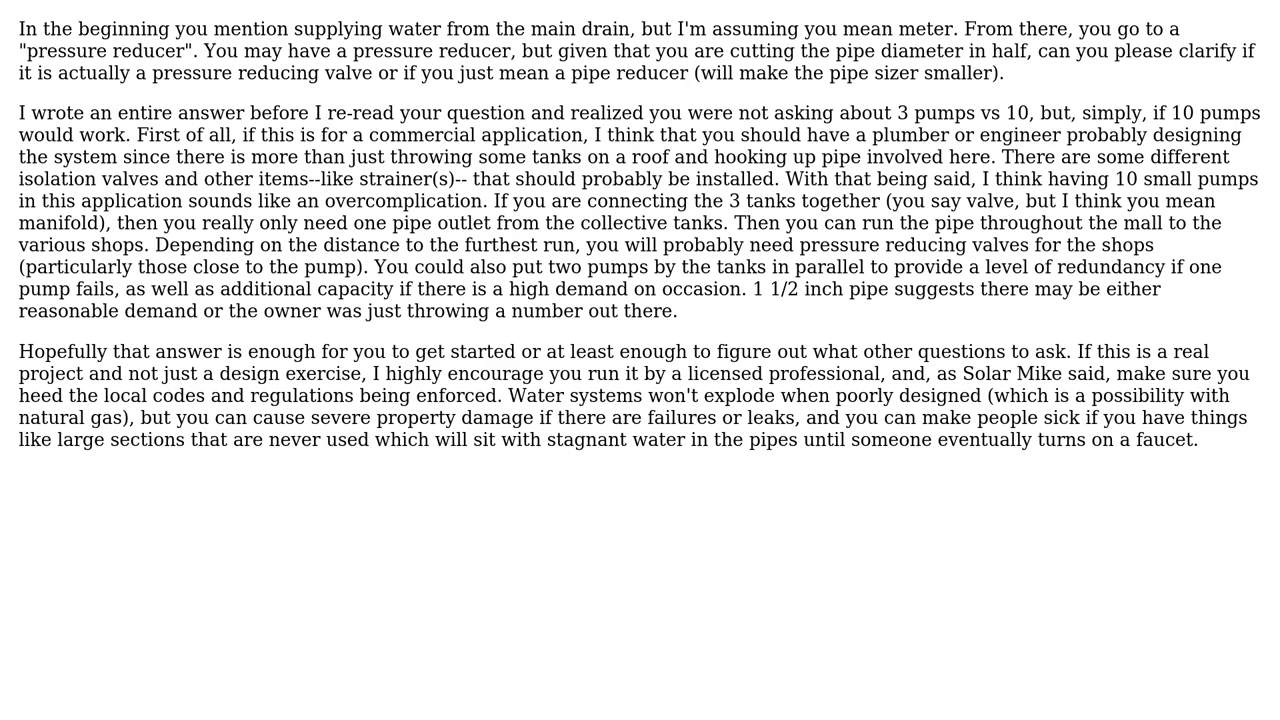 In the beginning you mention supplying water from the main drain, but I'm assuming you mean meter. From there, you go to a
"pressure reducer". You may have a pressure reducer, but given that you are cutting the pipe diameter in half, can you please clarify if
it is actually a pressure reducing valve or if you just mean a pipe reducer (will make the pipe sizer smaller).
I wrote an entire answer before I re-read your question and realized you were not asking about 3 pumps vs 10, but, simply, if 10 pumps
would work. First of all, if this is for a commercial application, I think that you should have a plumber or engineer probably designing
the system since there is more than just throwing some tanks on a roof and hooking up pipe involved here. There are some different
isolation valves and other items--like strainer(s)-- that should probably be installed. With that being said, I think having 10 small pumps
in this application sounds like an overcomplication. If you are connecting the 3 tanks together (you say valve, but I think you mean
manifold), then you really only need one pipe outlet from the collective tanks. Then you can run the pipe throughout the mall to the
various shops. Depending on the distance to the furthest run, you will probably need pressure reducing valves for the shops
(particularly those close to the pump). You could also put two pumps by the tanks in parallel to provide a level of redundancy if one
pump fails, as well as additional capacity if there is a high demand on occasion. 1 1/2 inch pipe suggests there may be either
reasonable demand or the owner was just throwing a number out there.
Hopefully that answer is enough for you to get started or at least enough to figure out what other questions to ask. If this is a real
project and not just a design exercise, I highly encourage you run it by a licensed professional, and, as Solar Mike said, make sure you
heed the local codes and regulations being enforced. Water systems won't explode when poorly designed (which is a possibility with
natural gas), but you can cause severe property damage if there are failures or leaks, and you can make people sick if you have things
like large sections that are never used which will sit with stagnant water in the pipes until someone eventually turns on a faucet.